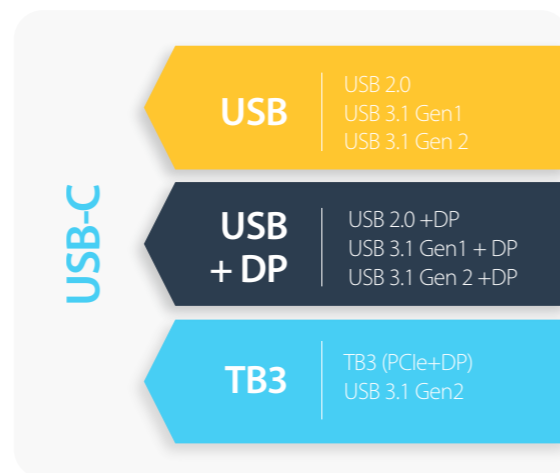 USB-C
USB
USB 2.0
USB 3.1 Gen1
USB 3.1 Gen 2
USB
+ DP
USB 2.0 +DP
USB 3.1 Gen1 + DP
USB 3.1 Gen 2 +DP
TB3
TB3 (PCIe+DP)
USB 3.1 Gen2